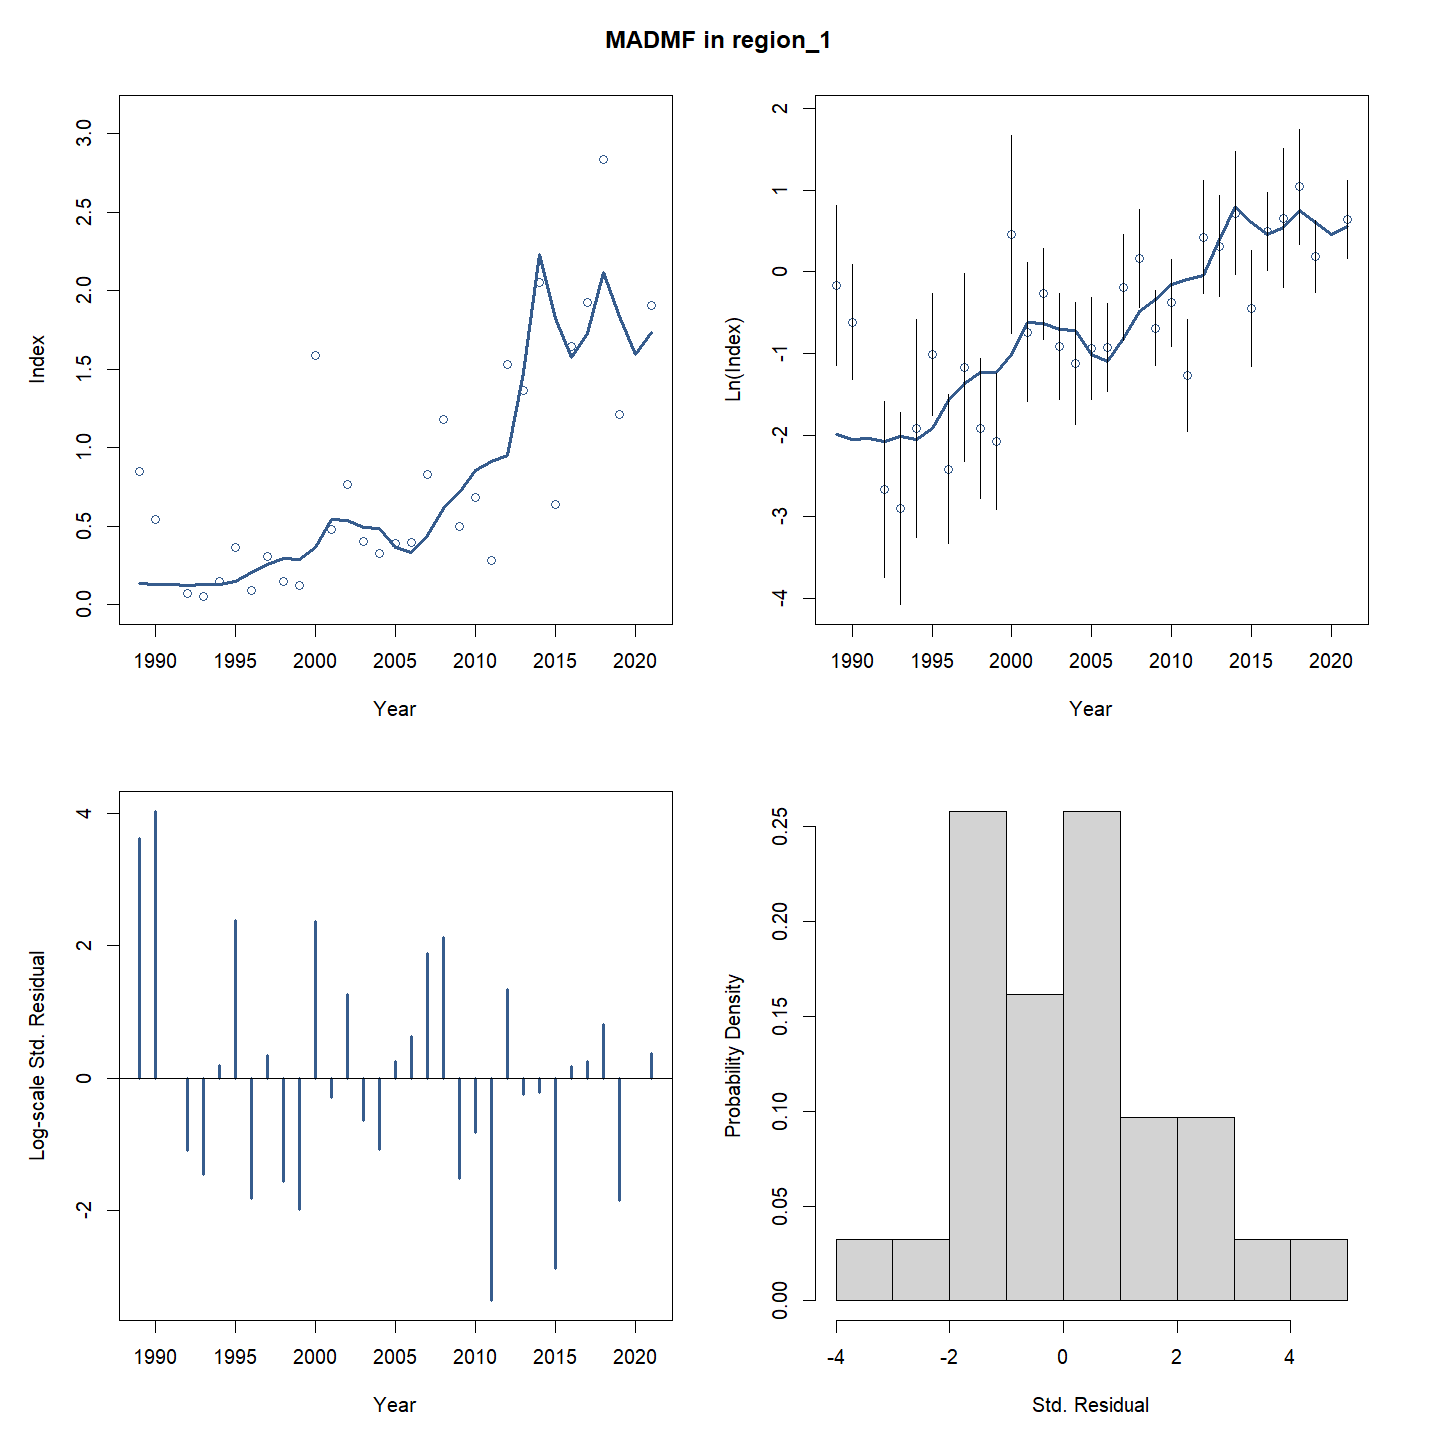 MADMF in region_1
3.0
2.5
2.0
1.5
1.0
0.5
0.0
Index
1990 1995 2000 2005 2010 2015 2020
Year
2
1
0
-1
-2
-3
-4
Ln(Index)
1990 1995 2000 2005 2010 2015 2020
Year
4
2
0
-2
Log-scale Std. Residual
1990 1995 2000 2005 2010 2015 2020
Year
0.25
0.20
0.15
0.10
0.05
0.00
Probability Density
-4 -2 0 2 4
Std. Residual